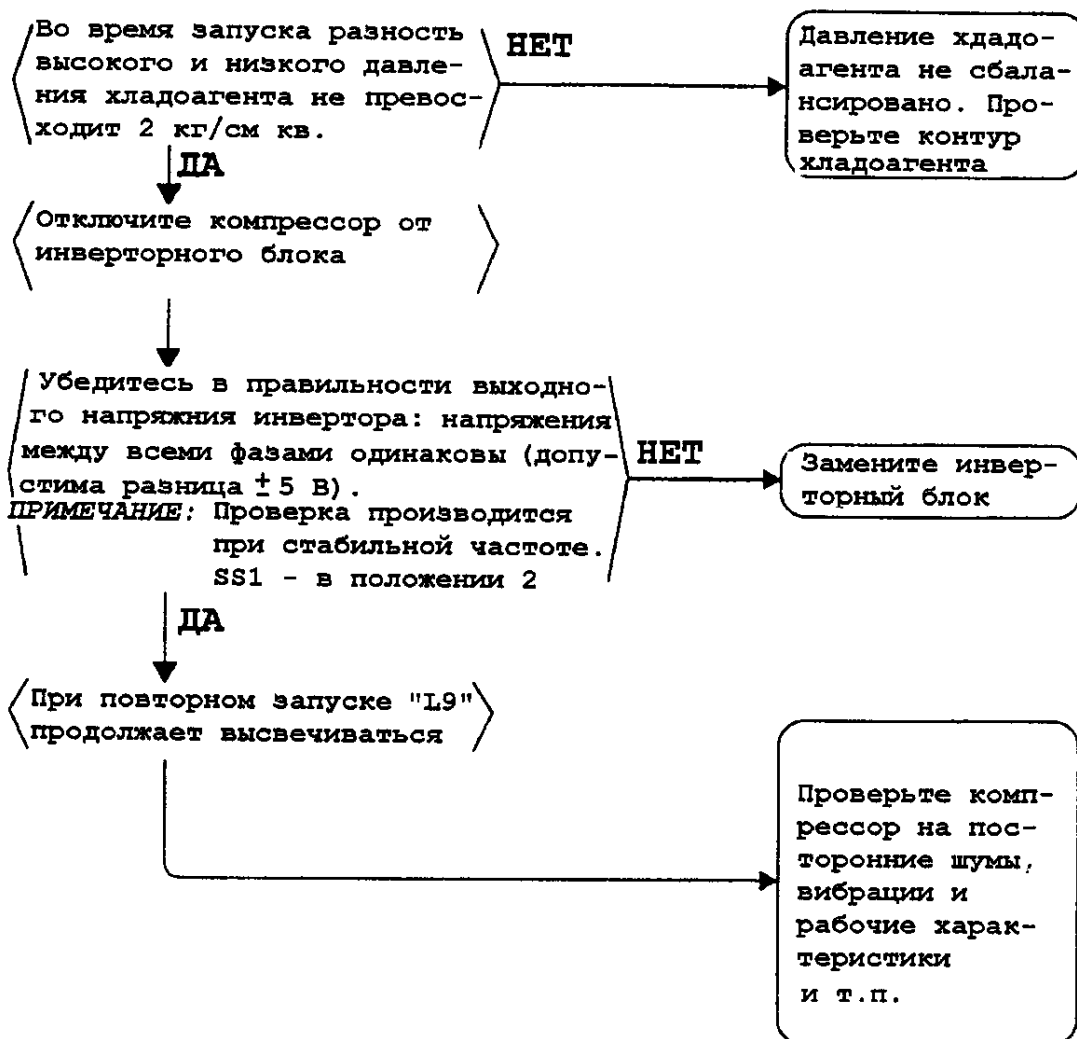 Во время запуска разность
высокого и низкого давле-
ния хладоагента не превос-
ходит 2 кг/см кв.
НЕТ
Давление хдадо-
агента не сбала-
нсировано. Про-
верьте контур
хладоагента
ДА
Отключите компрессор от
инверторного блока
Убедитесь в правильности выходно-
го напряжния инвертора: напряжения
между всеми фазами одинаковы (допу-
стима разница ± 5 В).
ПРИМЕЧАНИЕ: Проверка производится
при стабильной частоте.
SS1 - в положении 2
НЕТ
Замените инвер-
торный блок
ДА
При повторном запуске "L9"
продолжает высвечиваться
Проверьте комп-
рессор на пос-
торонние шумы,
вибрации и
рабочие харак-
теристики
и т.п.